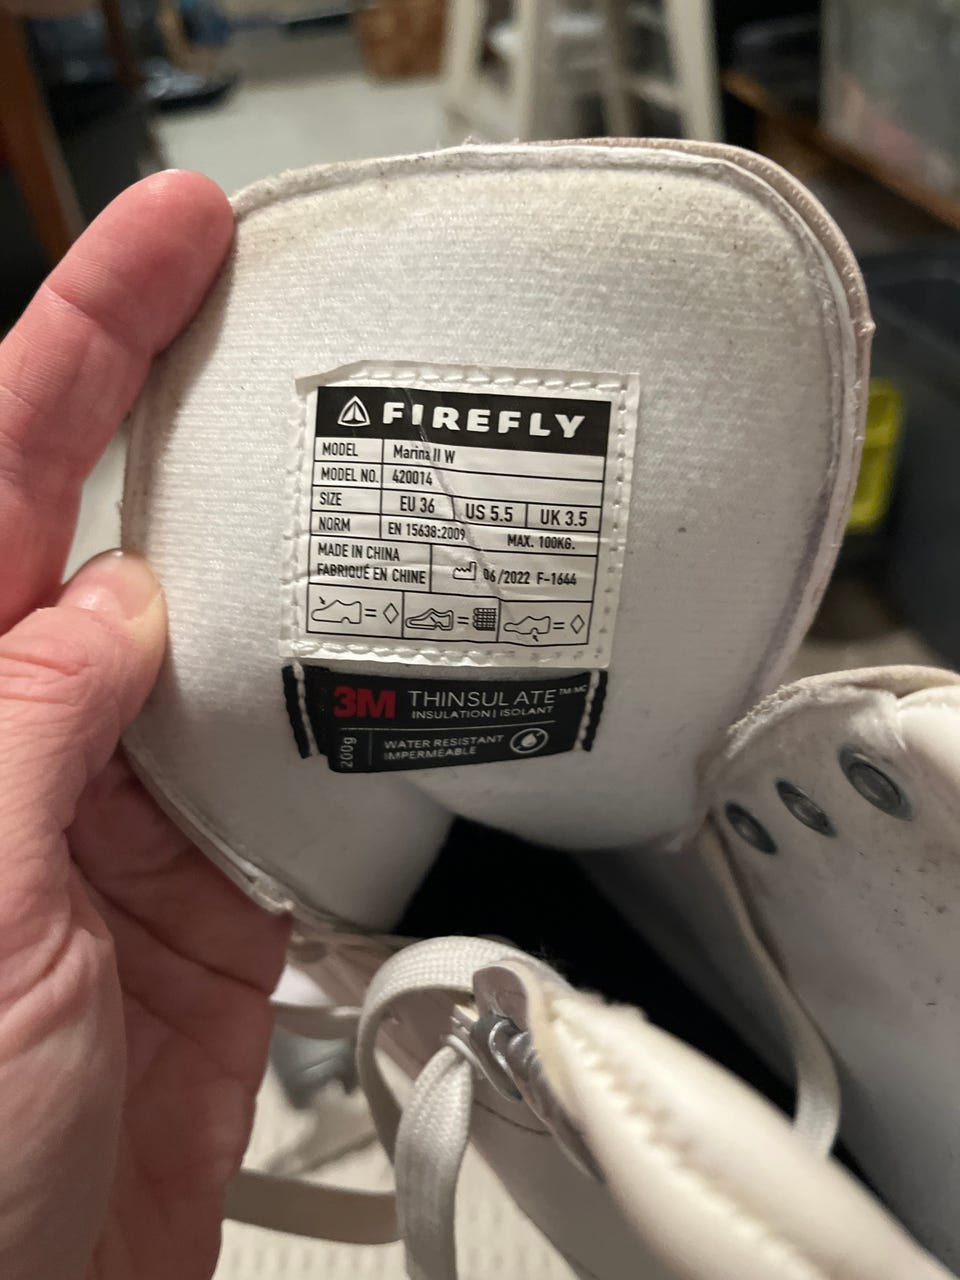 FIREFLY
MODEL Marina II W
MODEL NO. 420014
SIZE EU 36 US 5.5 UK 3.5
NORM EN 15638:2009 MAX. 100KG.
MADE IN CHINA
FABRIQUÉ EN CHINE 06/2022 F-1644
= = =
3M THINSULATE™/MC
INSULATION | ISOLANT
200g
WATER RESISTANT
IMPERMÉABLE